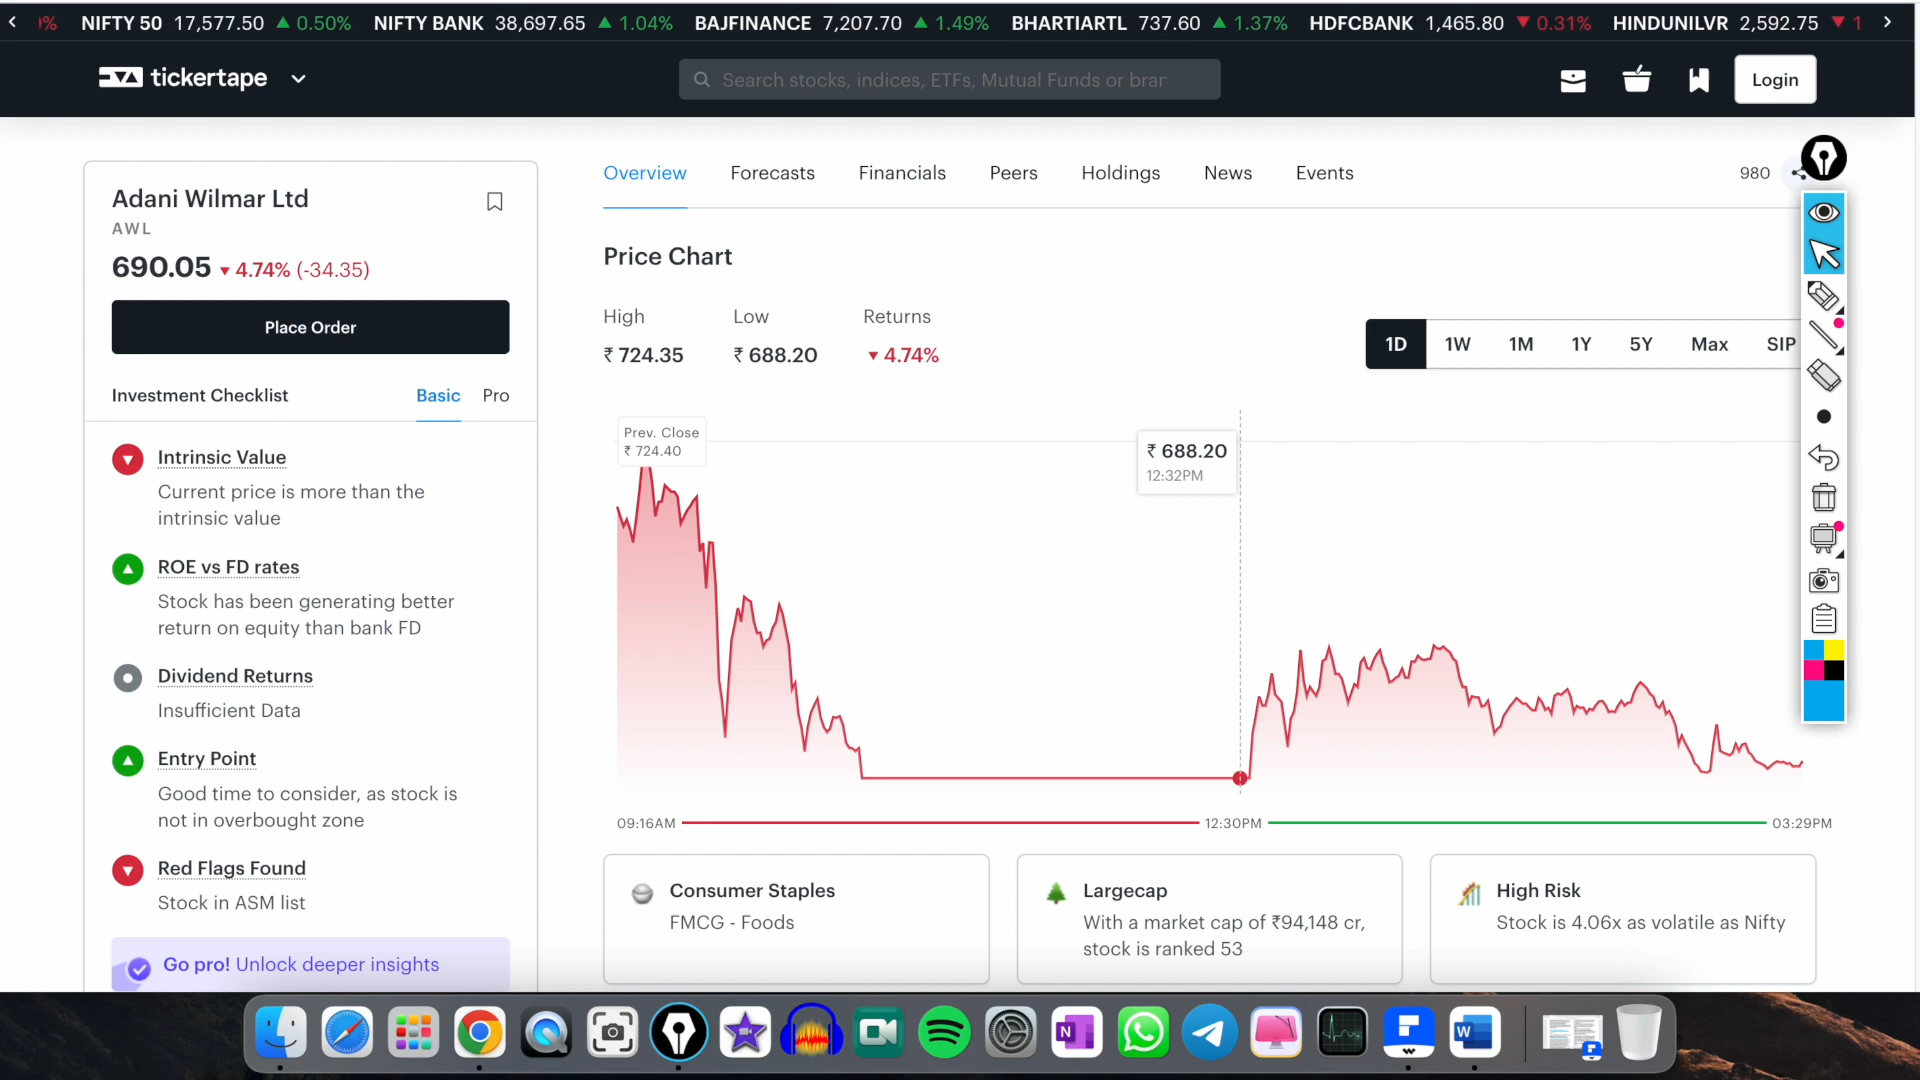 % NIFTY 50 17,577.50 ▲ 0.50% NIFTY BANK 38,697.65 ▲ 1.04% BAJFINANCE 7,207.70 ▲ 1.49% BHARTIARTL 737.60 ▲ 1.37% HDFCBANK 1,465.80 ▼ 0.31% HINDUNILVR 2,592.75 ▼ 1
tickertape
Search stocks, indices, ETFs, Mutual Funds or brar
Login
Adani Wilmar Ltd
AWL
690.05 ▼ 4.74% (-34.35)
Place Order
Investment Checklist Basic Pro
Intrinsic Value
Current price is more than the
intrinsic value
ROE vs FD rates
Stock has been generating better
return on equity than bank FD
Dividend Returns
Insufficient Data
Entry Point
Good time to consider, as stock is
not in overbought zone
Red Flags Found
Stock in ASM list
Go pro! Unlock deeper insights
Overview Forecasts Financials Peers Holdings News Events
980
Price Chart
High Low Returns
₹ 724.35 ₹ 688.20 ▼ 4.74%
1D 1W 1M 1Y 5Y Max SIP
Prev. Close
₹ 724.40
₹ 688.20
12:32PM
09:16AM 12:30PM 03:29PM
Consumer Staples
FMCG - Foods
Largecap
With a market cap of ₹94,148 cr,
stock is ranked 53
High Risk
Stock is 4.06x as volatile as Nifty
N
W